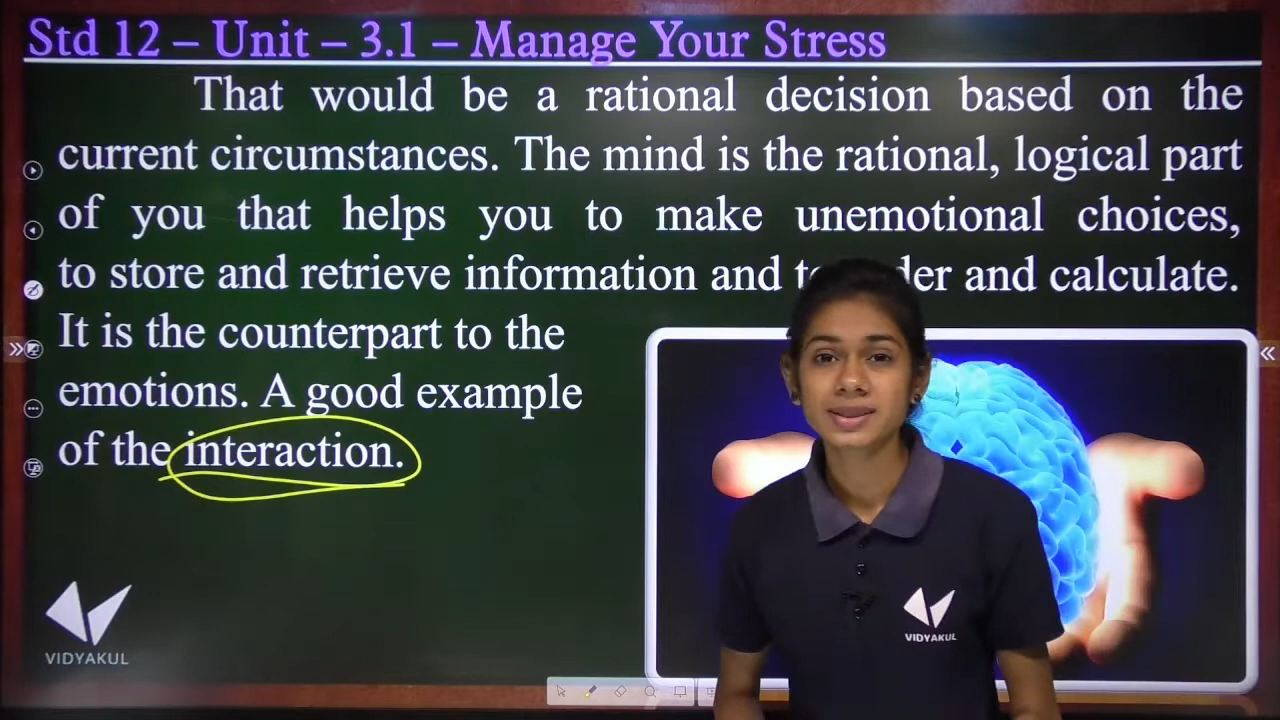 Std 12 – Unit – 3.1 – Manage Your Stress
That would be a rational decision based on the
current circumstances. The mind is the rational, logical part
of you that helps you to make unemotional choices,
to store and retrieve information and and calculate.
It is the counterpart to the
emotions. A good example
of the interaction.
VIDYAKUL
VIDYAKUL